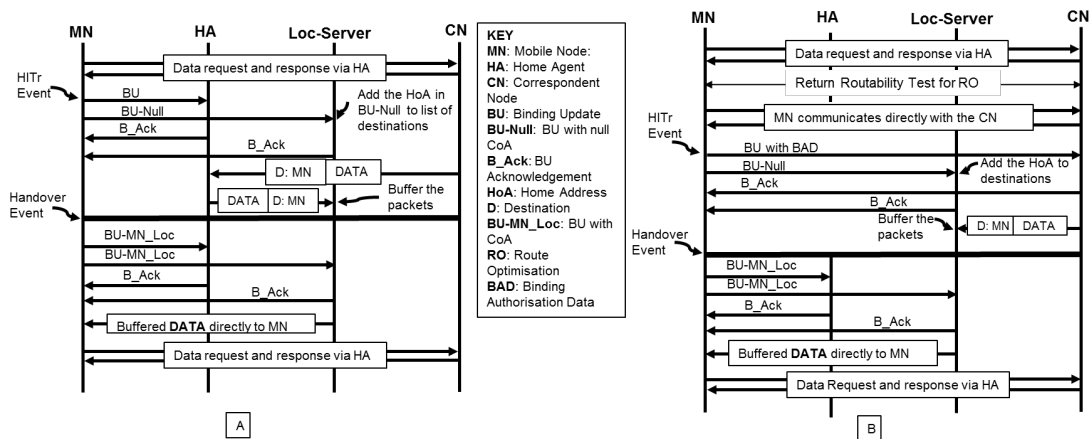 MN HA Loc-Server CN
Data request and response via HA
HITr
Event
BU
BU-Null
Add the HoA in
BU-Null to list of
destinations
B_Ack
B_Ack
D: MN DATA
DATA D: MN
Buffer the
packets
Handover
Event
BU-MN_Loc
BU-MN_Loc
B_Ack
B_Ack
Buffered DATA directly to MN
Data request and response via HA
A
KEY
MN: Mobile Node:
HA: Home Agent
CN: Correspondent
Node
BU: Binding Update
BU-Null: BU with null
CoA
B_Ack: BU
Acknowledgement
HoA: Home Address
D: Destination
BU-MN_Loc: BU with
CoA
RO: Route
Optimisation
BAD: Binding
Authorisation Data
MN HA Loc-Server CN
Data request and response via HA
Return Routability Test for RO
MN communicates directly with the CN
HITr
Event
BU with BAD
BU-Null
Add the HoA to
destinations
B_Ack
B_Ack
Buffer the
packets
D: MN DATA
Handover
Event
BU-MN_Loc
BU-MN_Loc
B_Ack
B_Ack
Buffered DATA directly to MN
Data Request and response via HA
B